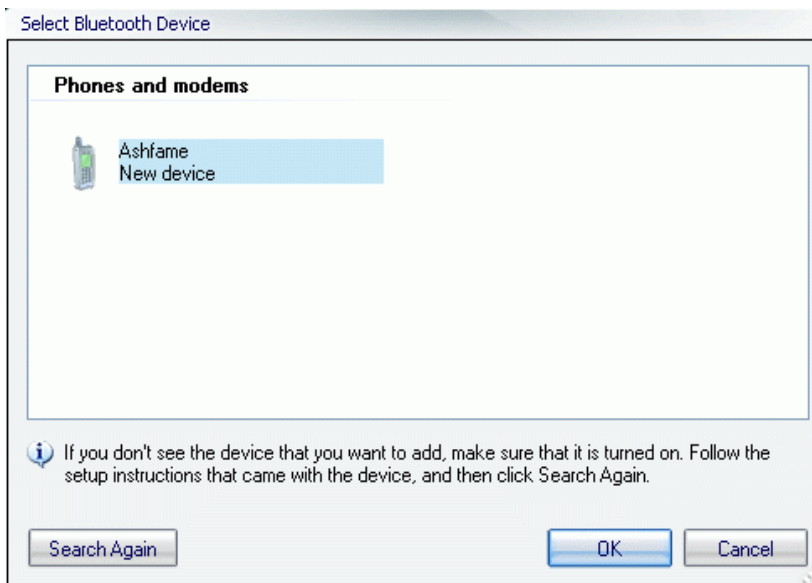 Select Bluetooth Device
Phones and modems
Ashfame
New device
If you don't see the device that you want to add, make sure that it is turned on. Follow the
setup instructions that came with the device, and then click Search Again.
Search Again
OK
Cancel